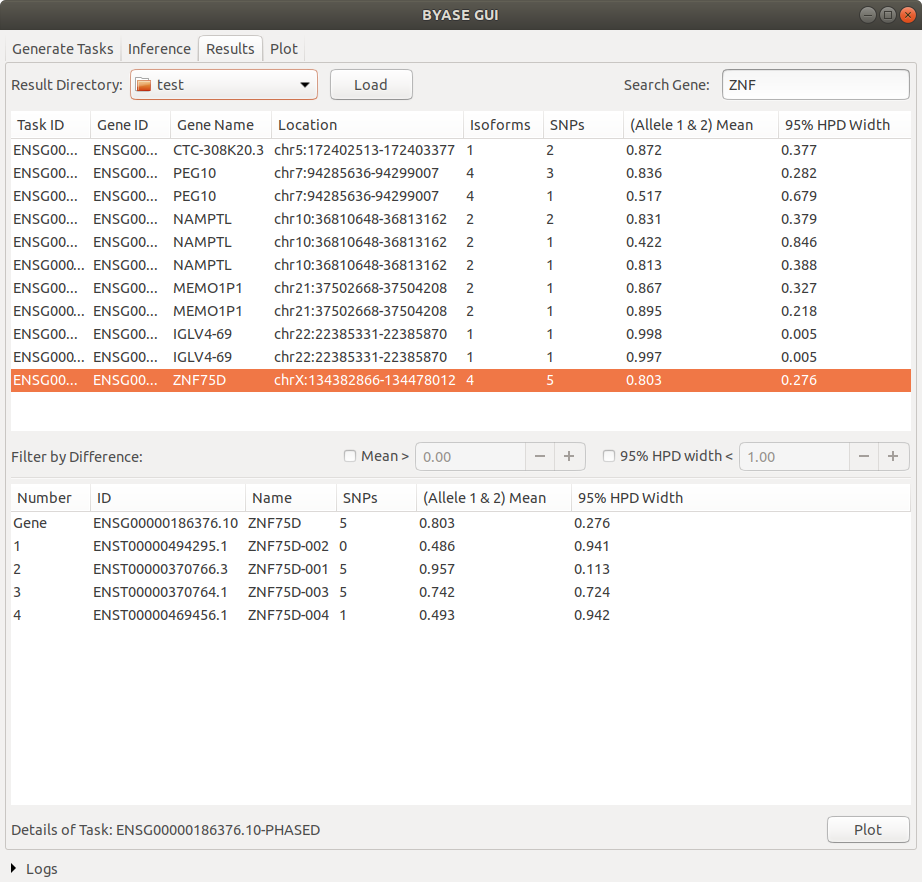 BYASE GUI
Generate Tasks Inference Results Plot
Result Directory: test Load Search Gene: ZNF
Task ID Gene ID Gene Name Location Isoforms SNPs (Allele 1 & 2) Mean 95% HPD Width
ENSG00... ENSG00... CTC-308K20.3 chr5:172402513-172403377 1 2 0.872 0.377
ENSG00... ENSG00... PEG10 chr7:94285636-94299007 4 3 0.836 0.282
ENSG00... ENSG00... PEG10 chr7:94285636-94299007 4 1 0.517 0.679
ENSG00... ENSG00... NAMPTL chr10:36810648-36813162 2 2 0.831 0.379
ENSG00... ENSG00... NAMPTL chr10:36810648-36813162 2 1 0.422 0.846
ENSG000... ENSG00... NAMPTL chr10:36810648-36813162 2 1 0.813 0.388
ENSG00... ENSG00... MEMO1P1 chr21:37502668-37504208 2 1 0.867 0.327
ENSG000... ENSG00... MEMO1P1 chr21:37502668-37504208 2 1 0.895 0.218
ENSG00... ENSG00... IGLV4-69 chr22:22385331-22385870 1 1 0.998 0.005
ENSG000... ENSG00... IGLV4-69 chr22:22385331-22385870 1 1 0.997 0.005
ENSG00... ENSG00... ZNF75D chrX:134382866-134478012 4 5 0.803 0.276
Filter by Difference: Mean > 0.00 − + 95% HPD width < 1.00 − +
Number ID Name SNPs (Allele 1 & 2) Mean 95% HPD Width
Gene ENSG00000186376.10 ZNF75D 5 0.803 0.276
1 ENST00000494295.1 ZNF75D-002 0 0.486 0.941
2 ENST00000370766.3 ZNF75D-001 5 0.957 0.113
3 ENST00000370764.1 ZNF75D-003 5 0.742 0.724
4 ENST00000469456.1 ZNF75D-004 1 0.493 0.942
Details of Task: ENSG00000186376.10-PHASED Plot
Logs